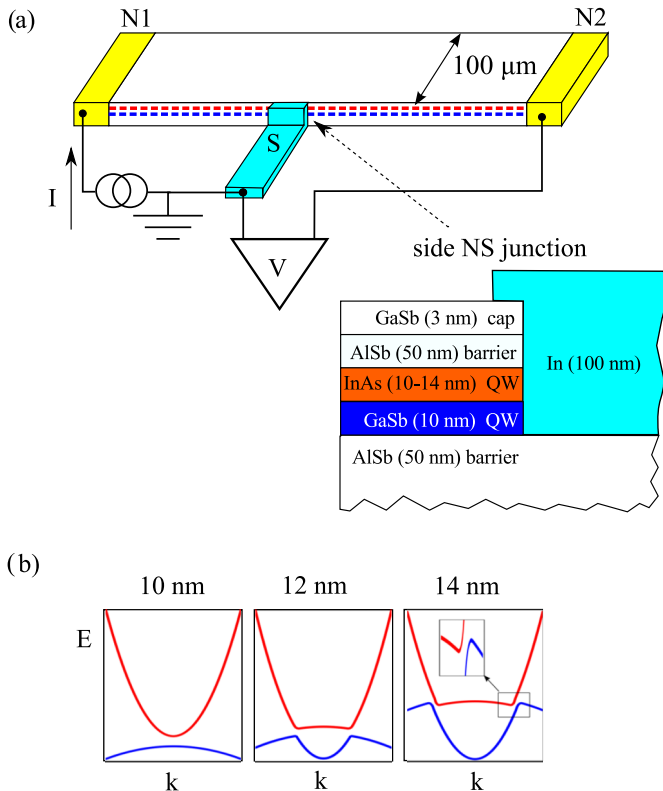 (a)
N1
N2
100 μm
S
I
V
side NS junction
GaSb (3 nm) cap
AlSb (50 nm) barrier
InAs (10-14 nm) QW
GaSb (10 nm) QW
AlSb (50 nm) barrier
In (100 nm)
(b)
10 nm
12 nm
14 nm
E
k
k
k